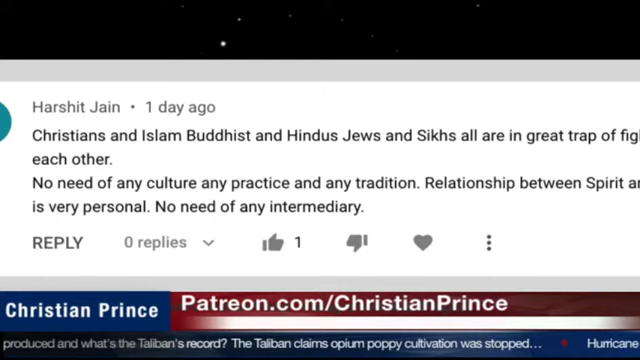 Harshit Jain • 1 day ago
Christians and Islam Buddhist and Hindus Jews and Sikhs all are in great trap of
each other.
No need of any culture any practice and any tradition. Relationship between Spirit
is very personal. No need of any intermediary.
REPLY 0 replies 1
Christian Prince Patreon.com/ChristianPrince
produced and what's the Taliban's record? The Taliban claims opium poppy cultivation was stopped... Hurricane